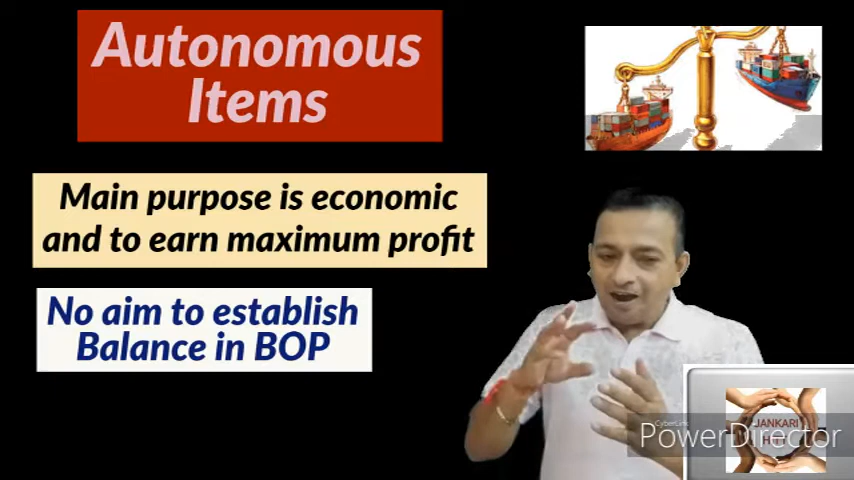 Autonomous
Items
Main purpose is economic
and to earn maximum profit
No aim to establish
Balance in BOP
JANKARI
CyberLink
PowerDirector